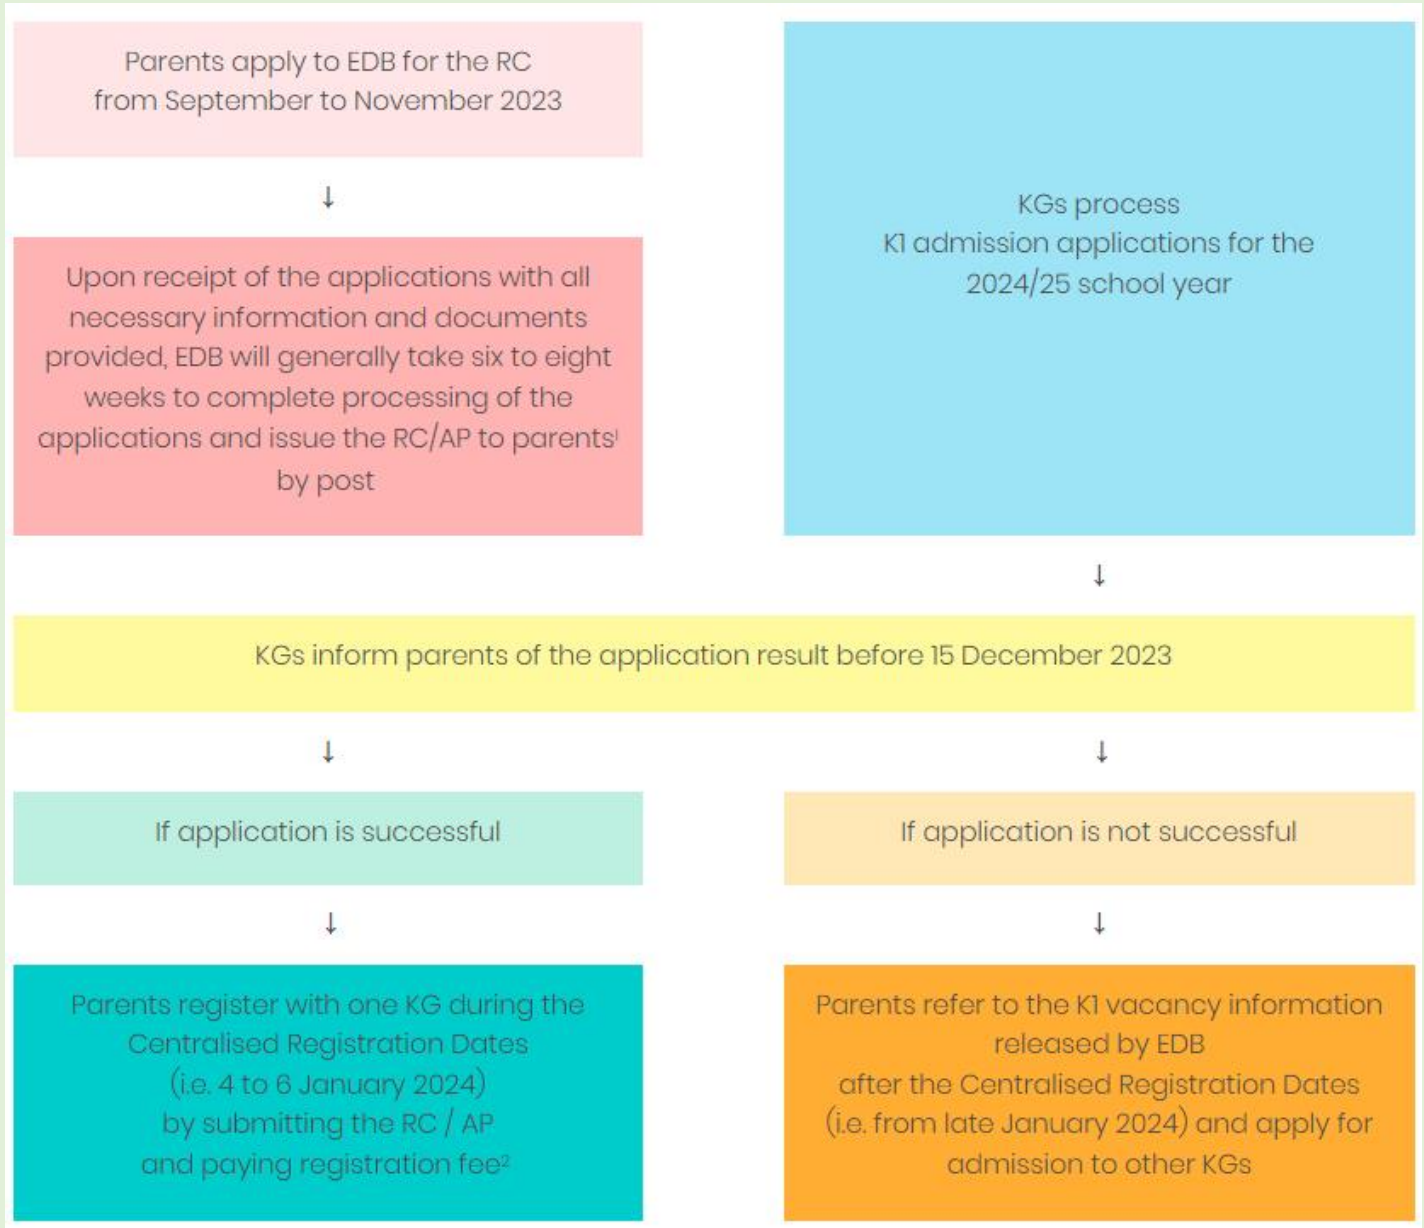 Parents apply to EDB for the RC
from September to November 2023
↓
Upon receipt of the applications with all
necessary information and documents
provided, EDB will generally take six to eight
weeks to complete processing of the
applications and issue the RC/AP to parents¹
by post
KGs process
K1 admission applications for the
2024/25 school year
↓
KGs inform parents of the application result before 15 December 2023
↓
↓
If application is successful
If application is not successful
↓
↓
Parents register with one KG during the
Centralised Registration Dates
(i.e. 4 to 6 January 2024)
by submitting the RC / AP
and paying registration fee²
Parents refer to the K1 vacancy information
released by EDB
after the Centralised Registration Dates
(i.e. from late January 2024) and apply for
admission to other KGs